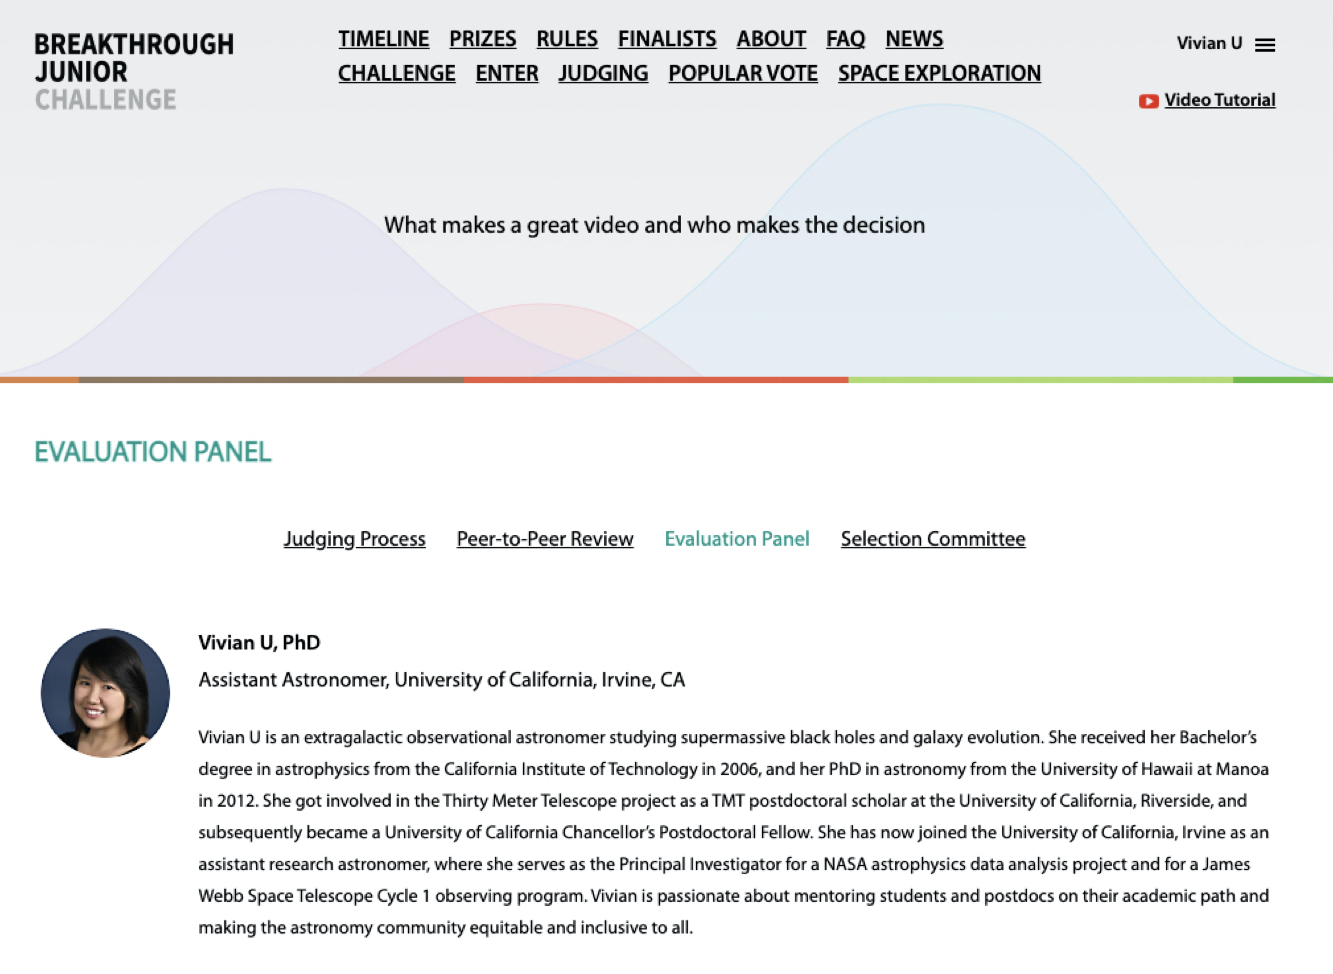 BREAKTHROUGH
JUNIOR
CHALLENGE
TIMELINE PRIZES RULES FINALISTS ABOUT FAQ NEWS
CHALLENGE ENTER JUDGING POPULAR VOTE SPACE EXPLORATION
Vivian U
Video Tutorial
What makes a great video and who makes the decision
EVALUATION PANEL
Judging Process Peer-to-Peer Review Evaluation Panel Selection Committee
Vivian U, PhD
Assistant Astronomer, University of California, Irvine, CA
Vivian U is an extragalactic observational astronomer studying supermassive black holes and galaxy evolution. She received her Bachelor’s
degree in astrophysics from the California Institute of Technology in 2006, and her PhD in astronomy from the University of Hawaii at Manoa
in 2012. She got involved in the Thirty Meter Telescope project as a TMT postdoctoral scholar at the University of California, Riverside, and
subsequently became a University of California Chancellor’s Postdoctoral Fellow. She has now joined the University of California, Irvine as an
assistant research astronomer, where she serves as the Principal Investigator for a NASA astrophysics data analysis project and for a James
Webb Space Telescope Cycle 1 observing program. Vivian is passionate about mentoring students and postdocs on their academic path and
making the astronomy community equitable and inclusive to all.